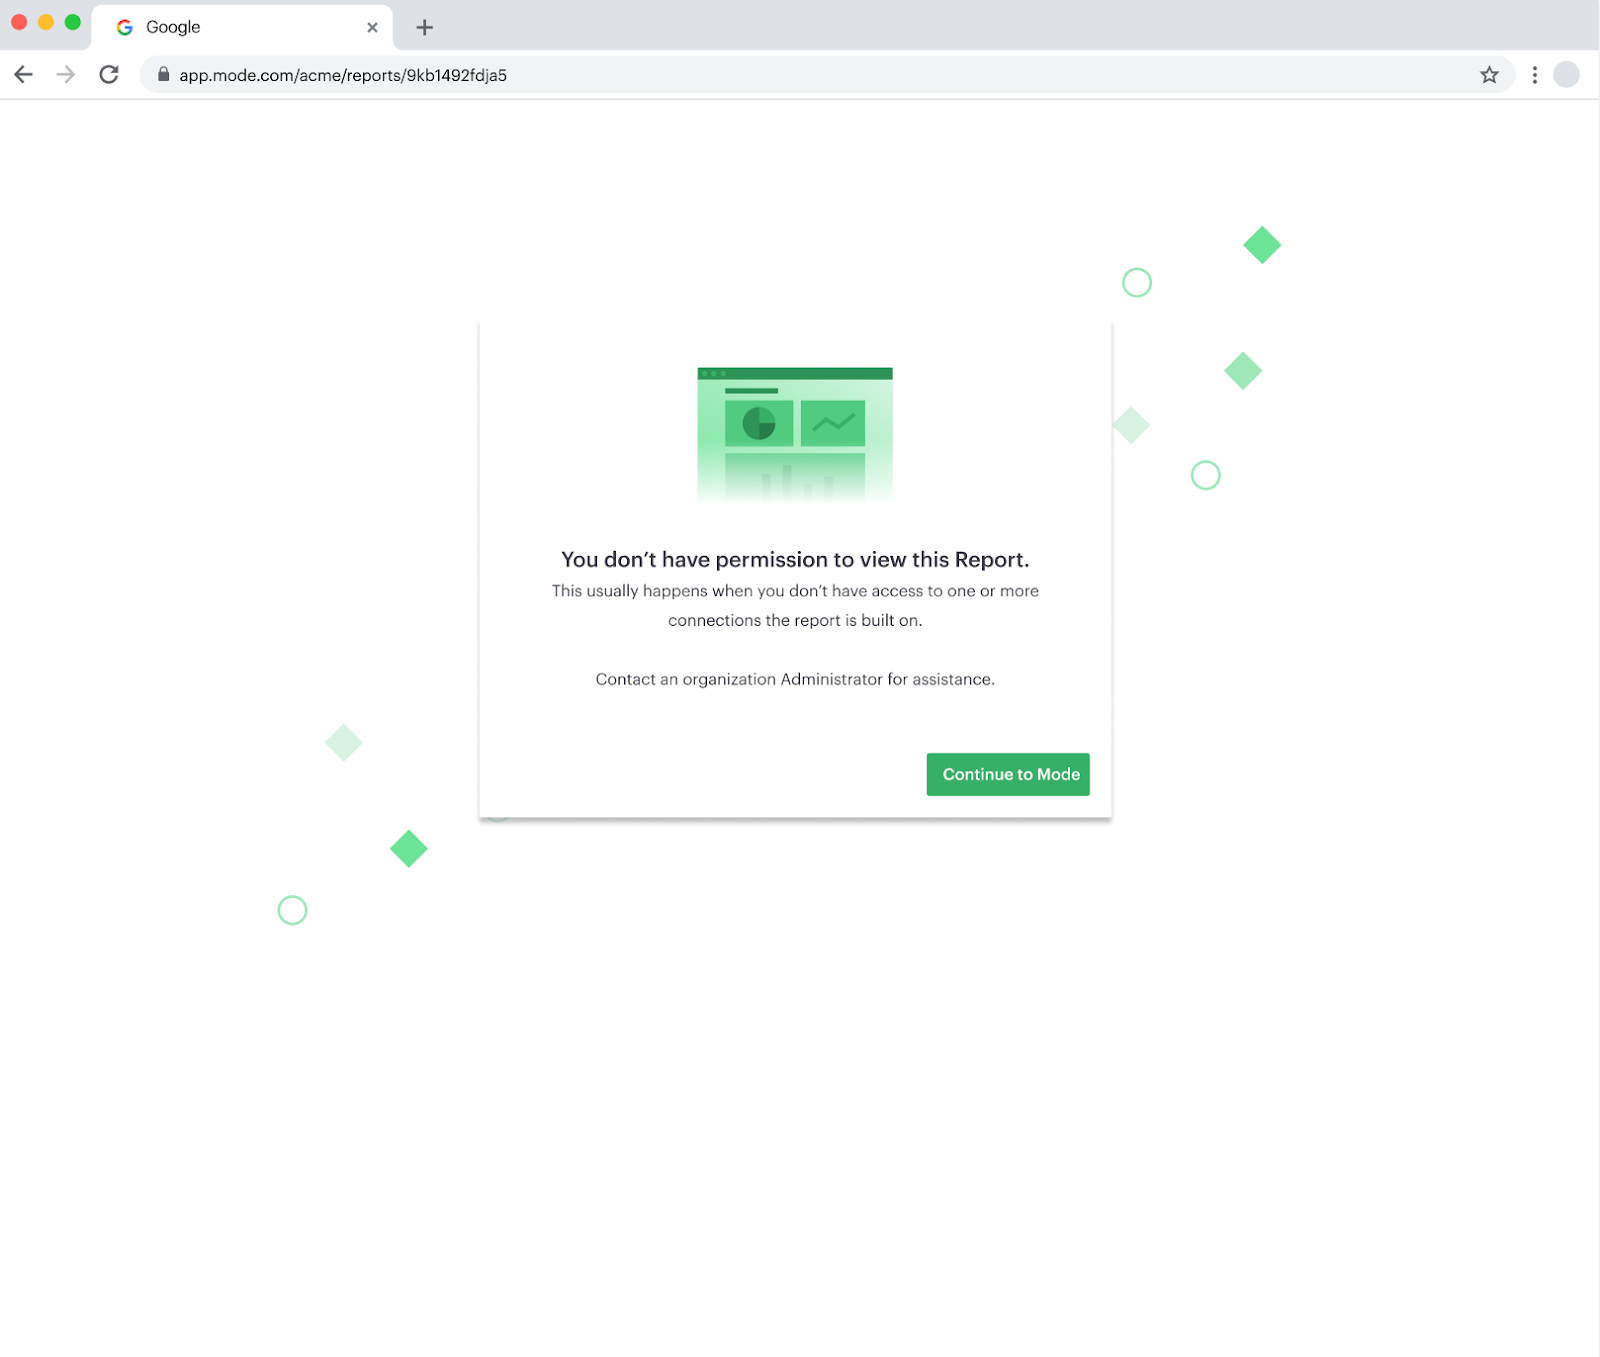 Google
app.mode.com/acme/reports/9kb1492fdja5
You don’t have permission to view this Report.
This usually happens when you don’t have access to one or more
connections the report is built on.
Contact an organization Administrator for assistance.
Continue to Mode